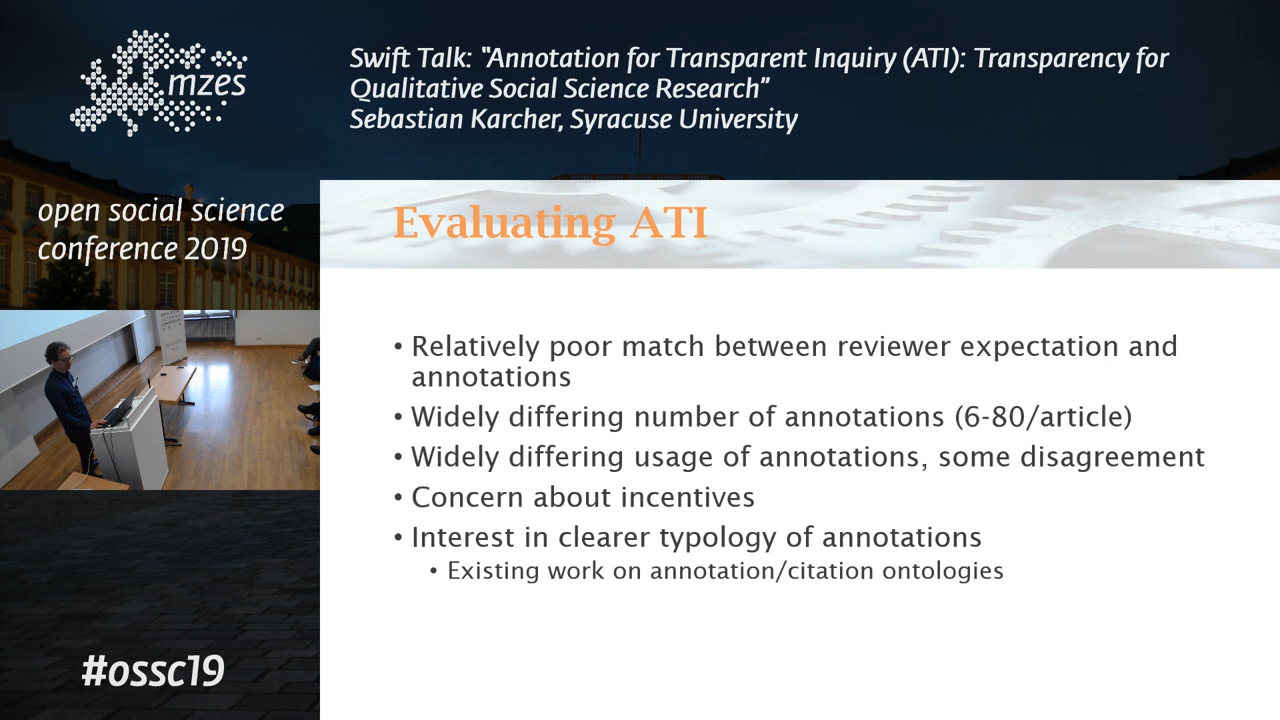 mzes
Swift Talk: "Annotation for Transparent Inquiry (ATI): Transparency for
Qualitative Social Science Research"
Sebastian Karcher, Syracuse University
open social science
conference 2019
Evaluating ATI
• Relatively poor match between reviewer expectation and
annotations
• Widely differing number of annotations (6-80/article)
• Widely differing usage of annotations, some disagreement
• Concern about incentives
• Interest in clearer typology of annotations
• Existing work on annotation/citation ontologies
#ossc19